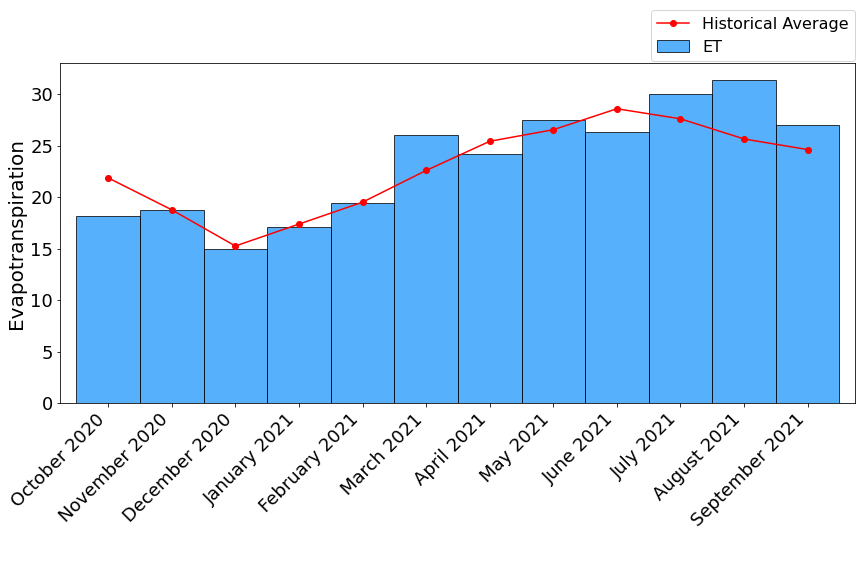 Historical Average
ET
Evapotranspiration
30
25
20
15
10
5
0
October 2020
November 2020
December 2020
January 2021
February 2021
March 2021
April 2021
May 2021
June 2021
July 2021
August 2021
September 2021